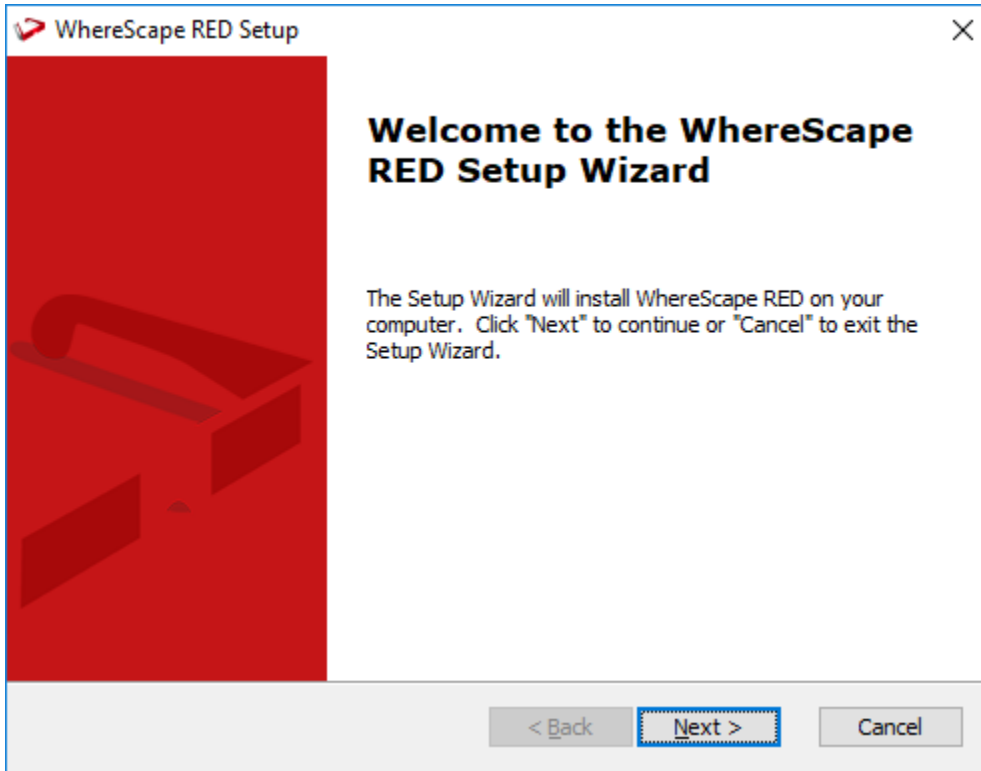 WhereScape RED Setup
Welcome to the WhereScape
RED Setup Wizard
The Setup Wizard will install WhereScape RED on your
computer.  Click "Next" to continue or "Cancel" to exit the
Setup Wizard.
< Back
Next >
Cancel